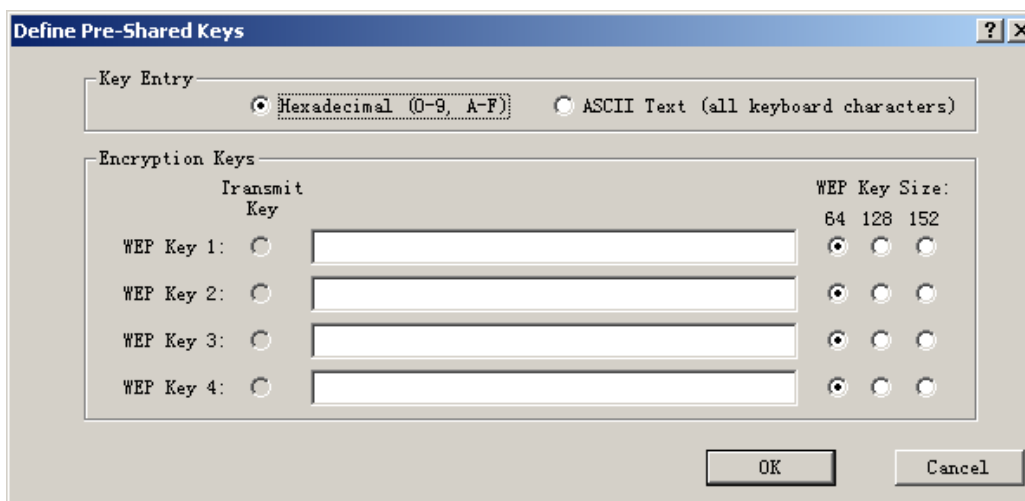 Define Pre-Shared Keys
Key Entry
Hexadecimal (0-9, A-F) ASCII Text (all keyboard characters)
Encryption Keys
Transmit Key
WEP Key Size:
64 128 152
WEP Key 1:
WEP Key 2:
WEP Key 3:
WEP Key 4:
OK Cancel